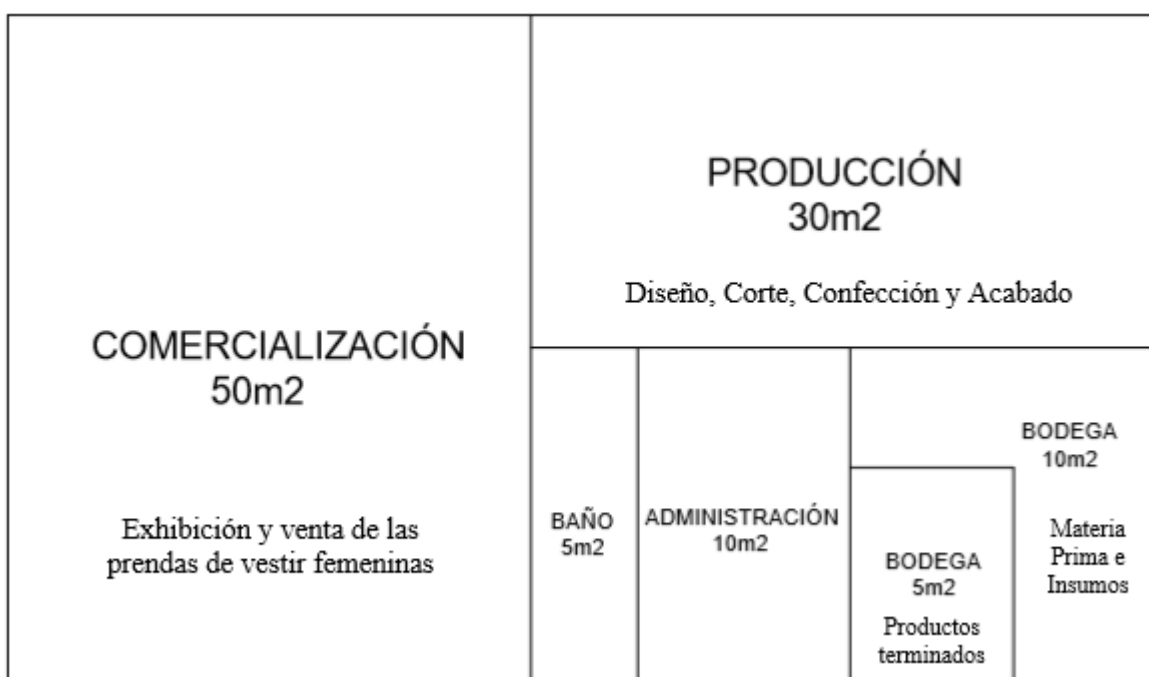 COMERCIALIZACIÓN
50m2
Exhibición y venta de las
prendas de vestir femeninas
PRODUCCIÓN
30m2
Diseño, Corte, Confección y Acabado
BAÑO
5m2
ADMINISTRACIÓN
10m2
BODEGA
5m2
Productos
terminados
BODEGA
10m2
Materia
Prima e
Insumos